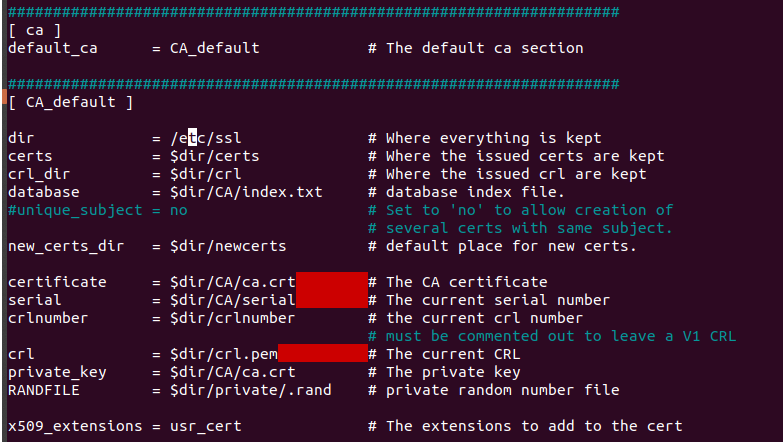 ####################################################################
[ ca ]
default_ca      = CA_default            # The default ca section
####################################################################
[ CA_default ]
dir             = /etc/ssl              # Where everything is kept
certs           = $dir/certs            # Where the issued certs are kept
crl_dir         = $dir/crl              # Where the issued crl are kept
database        = $dir/CA/index.txt     # database index file.
#unique_subject = no                    # Set to 'no' to allow creation of
                                        # several certs with same subject.
new_certs_dir   = $dir/newcerts         # default place for new certs.
certificate     = $dir/CA/ca.crt        # The CA certificate
serial          = $dir/CA/serial        # The current serial number
crlnumber       = $dir/crlnumber        # the current crl number
                                        # must be commented out to leave a V1 CRL
crl             = $dir/crl.pem          # The current CRL
private_key     = $dir/CA/ca.crt        # The private key
RANDFILE        = $dir/private/.rand    # private random number file
x509_extensions = usr_cert              # The extensions to add to the cert